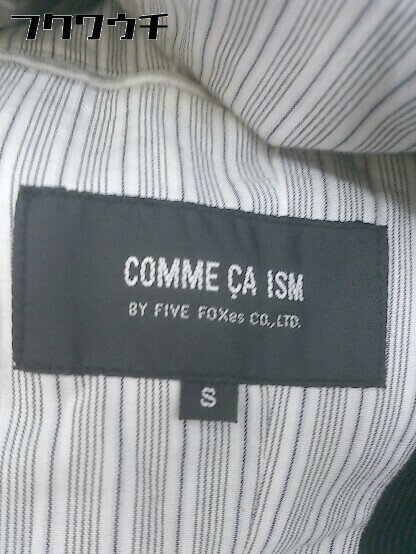 フクワウチ
COMME ÇA ISM
BY FIVE FOXes CO.,LTD.
S